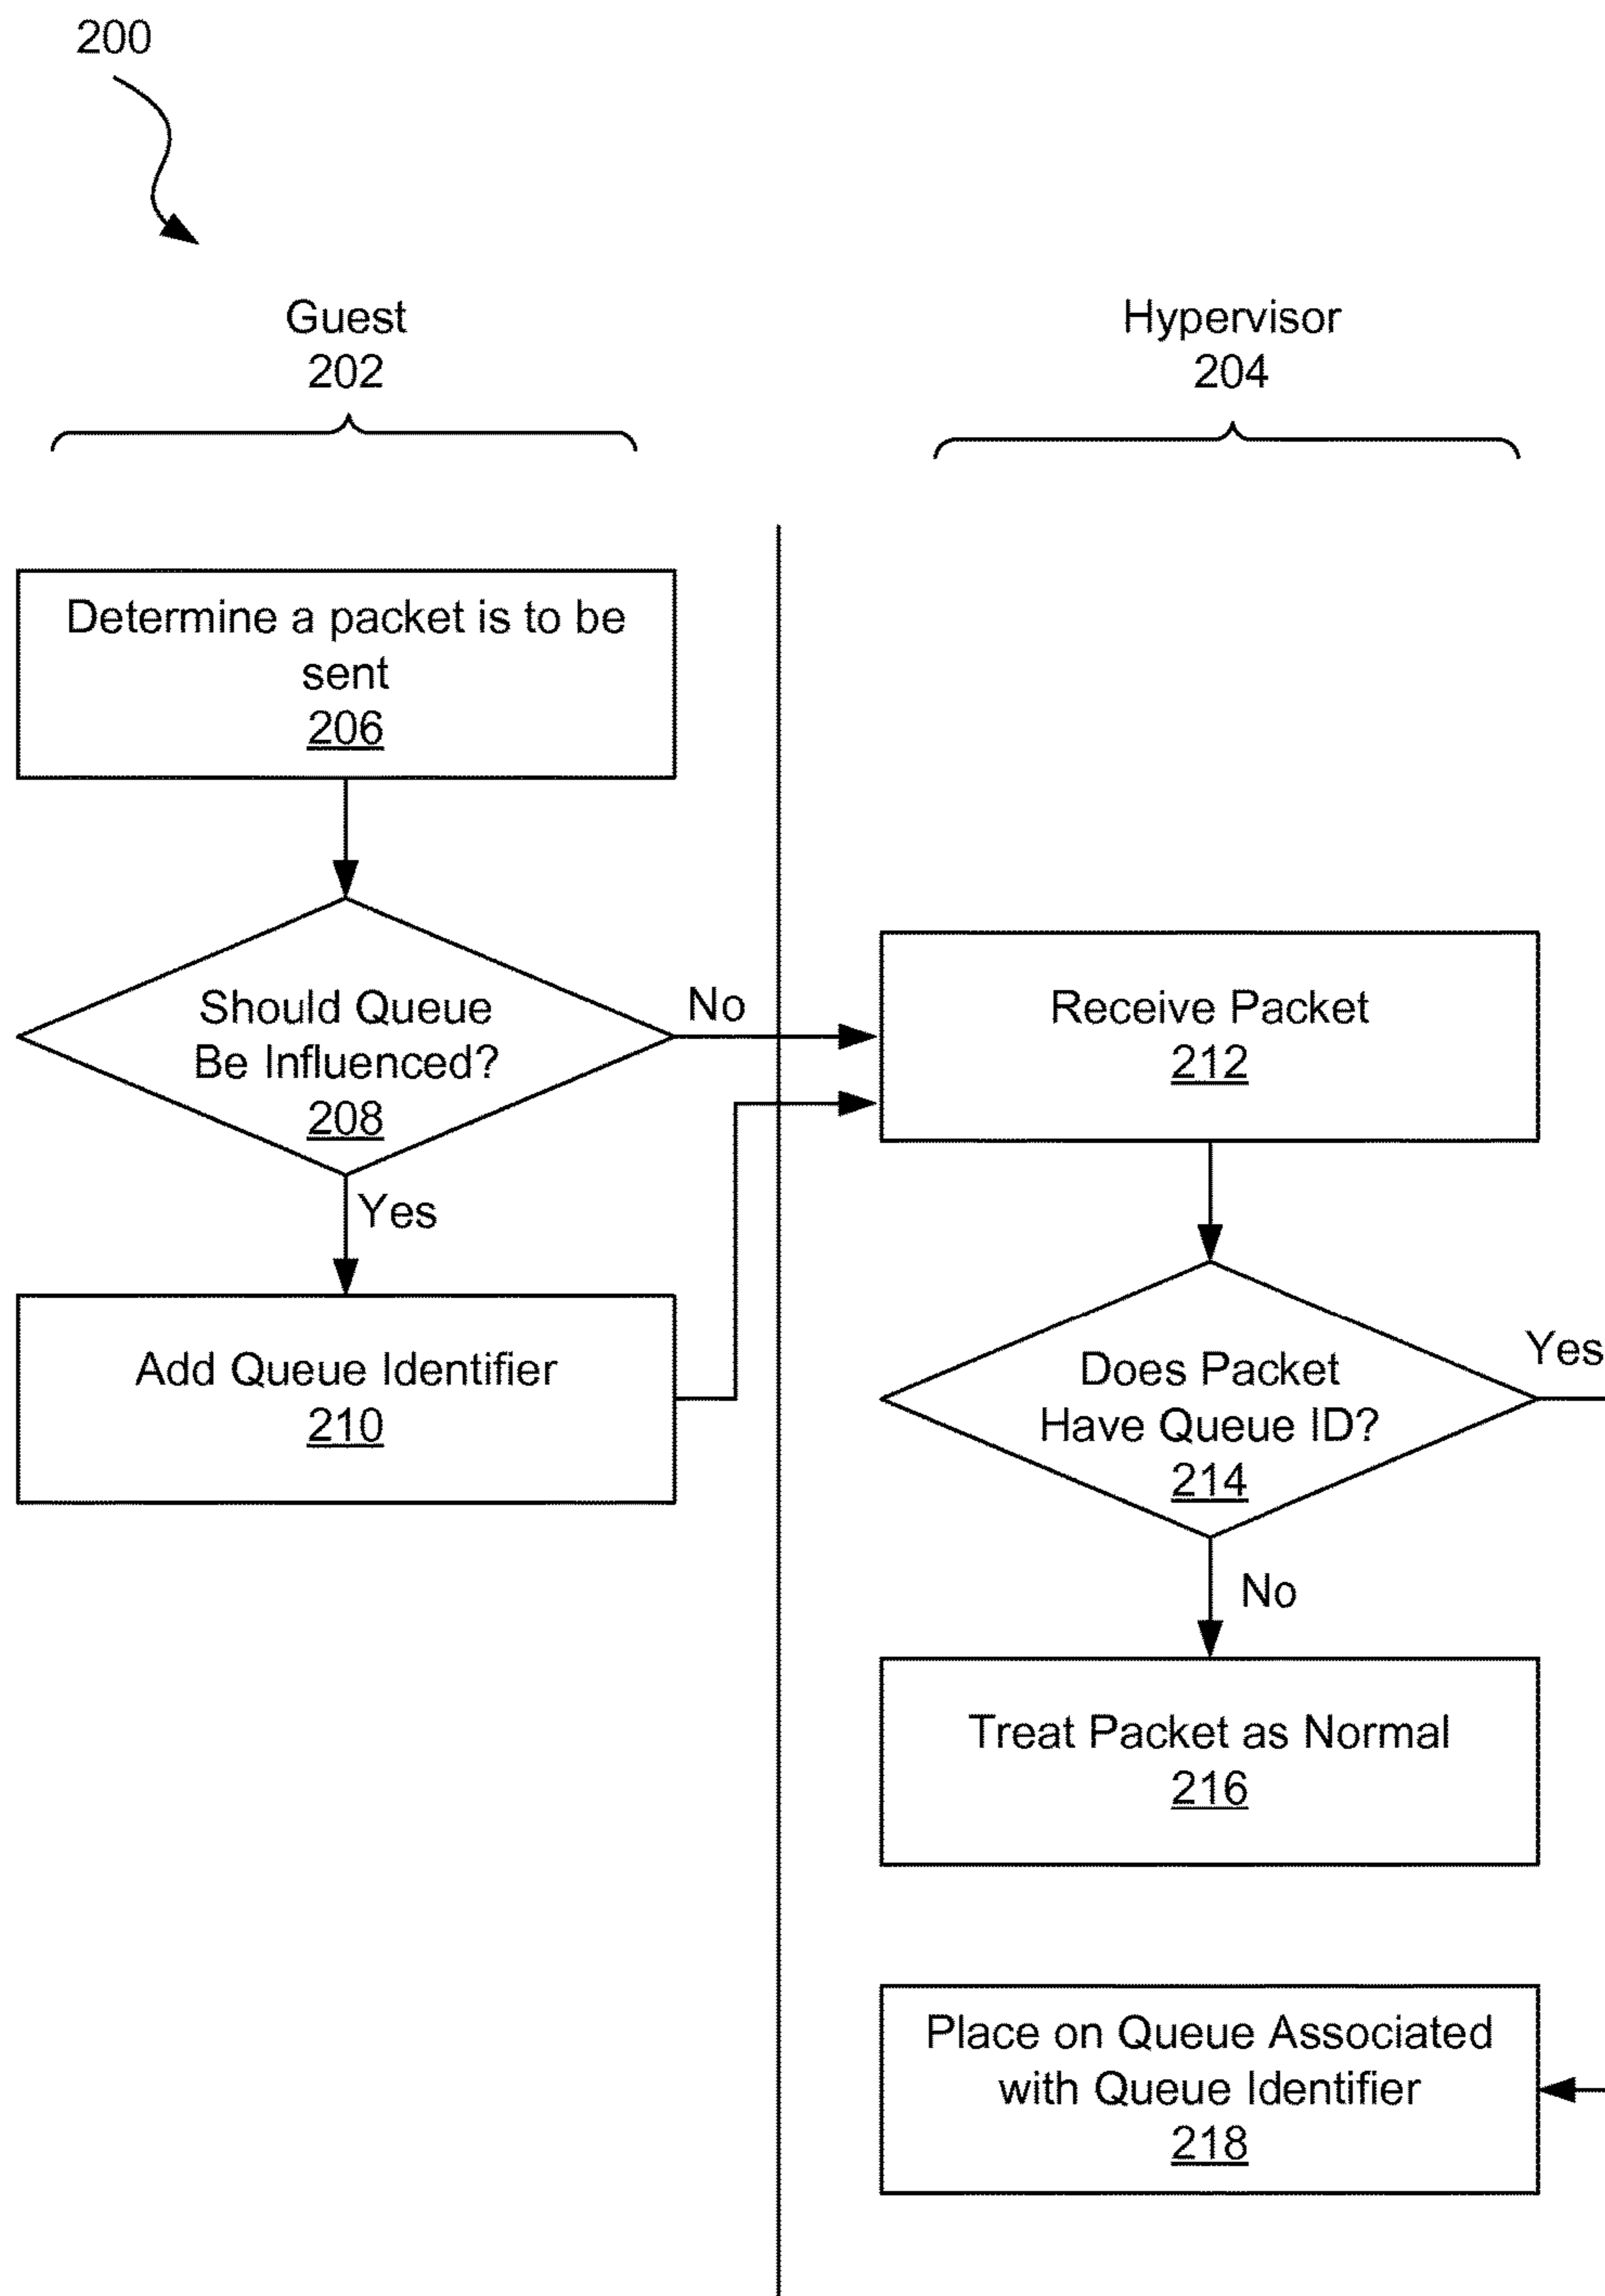 200
Guest
202
Hypervisor
204
Determine a packet is to be
sent
206
Should Queue
Be Influenced?
208
No
Yes
Add Queue Identifier
210
Receive Packet
212
Does Packet
Have Queue ID?
214
Yes
No
Treat Packet as Normal
216
Place on Queue Associated
with Queue Identifier
218